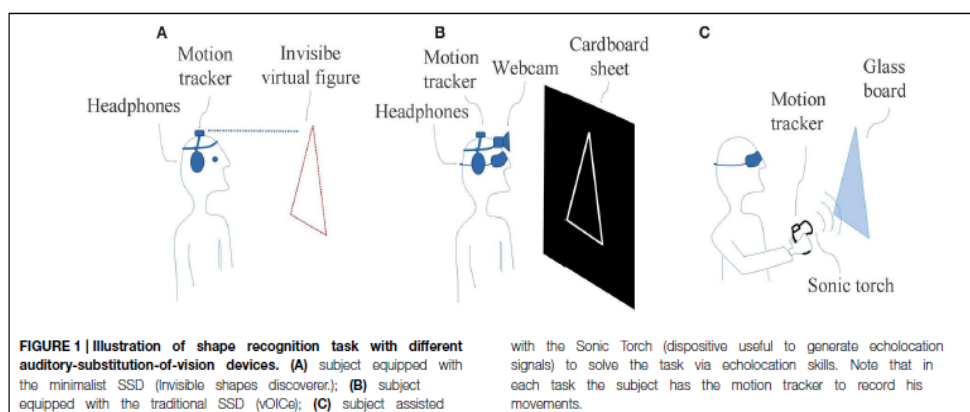 A
Motion
tracker
Invisibe
virtual figure
Headphones
B
Motion
tracker
Webcam
Headphones
Cardboard
sheet
C
Motion
tracker
Glass
board
Sonic torch
FIGURE 1 | Illustration of shape recognition task with different
auditory-substitution-of-vision devices. (A) subject equipped with
the minimalist SSD (Invisible shapes discoverer.); (B) subject
equipped with the traditional SSD (vOICe); (C) subject assisted
with the Sonic Torch (dispositive useful to generate echolocation
signals) to solve the task via echolocation skills. Note that in
each task the subject has the motion tracker to record his
movements.